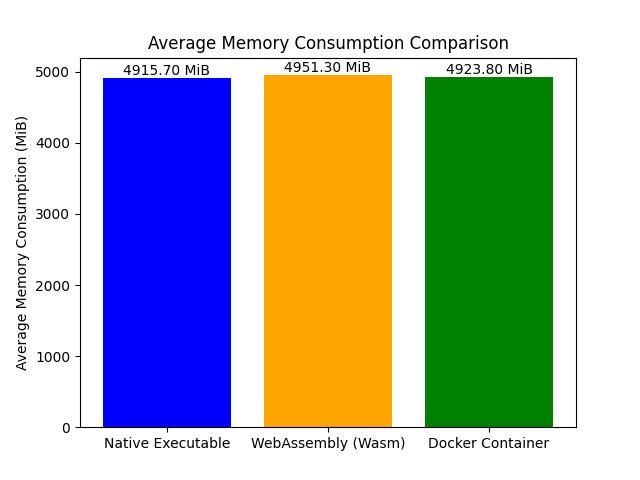 Average Memory Consumption Comparison
4915.70 MiB
4951.30 MiB
4923.80 MiB
Average Memory Consumption (MiB)
5000
4000
3000
2000
1000
0
Native Executable
WebAssembly (Wasm)
Docker Container